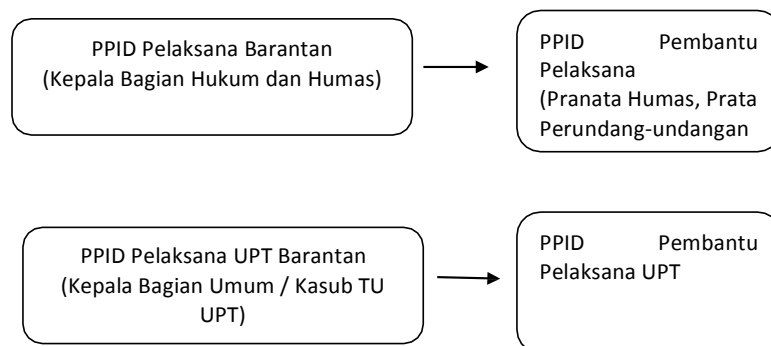 PPID Pelaksana Barantan
(Kepala Bagian Hukum dan Humas)
PPID Pembantu
Pelaksana
(Pranata Humas, Prata
Perundang-undangan
PPID Pelaksana UPT Barantan
(Kepala Bagian Umum / Kasub TU
UPT)
PPID Pembantu
Pelaksana UPT